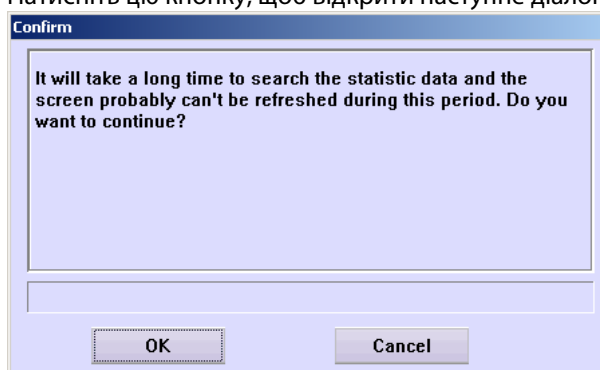 Натисніть цю кнопку, щоб відкрити наступне діалог
Confirm
It will take a long time to search the statistic data and the
screen probably can't be refreshed during this period. Do you
want to continue?
OK Cancel